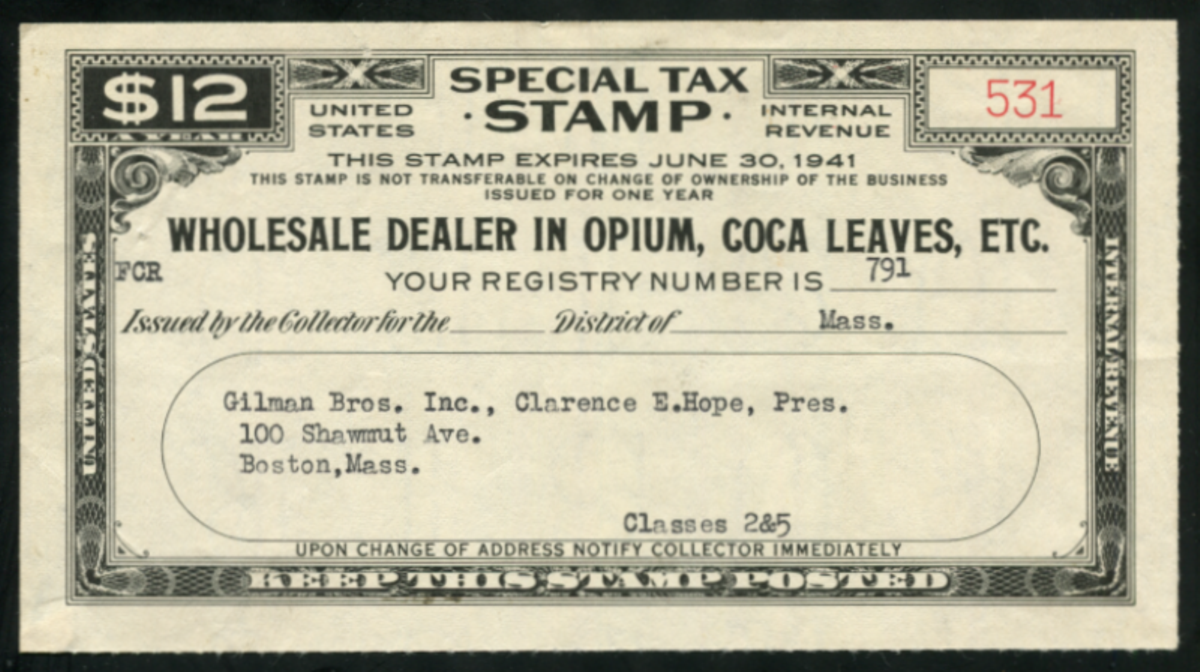 $12
A YEAR
SPECIAL TAX
· STAMP ·
UNITED
STATES
INTERNAL
REVENUE
531
THIS STAMP EXPIRES JUNE 30, 1941
THIS STAMP IS NOT TRANSFERABLE ON CHANGE OF OWNERSHIP OF THE BUSINESS
ISSUED FOR ONE YEAR
WHOLESALE DEALER IN OPIUM, COCA LEAVES, ETC.
FCR
YOUR REGISTRY NUMBER IS 791
Issued by the Collector for the District of Mass.
Gilman Bros. Inc., Clarence E.Hope, Pres.
100 Shawmut Ave.
Boston,Mass.
Classes 2&5
UPON CHANGE OF ADDRESS NOTIFY COLLECTOR IMMEDIATELY
KEEP THIS STAMP POSTED
UNITED STATES
INTERNAL REVENUE